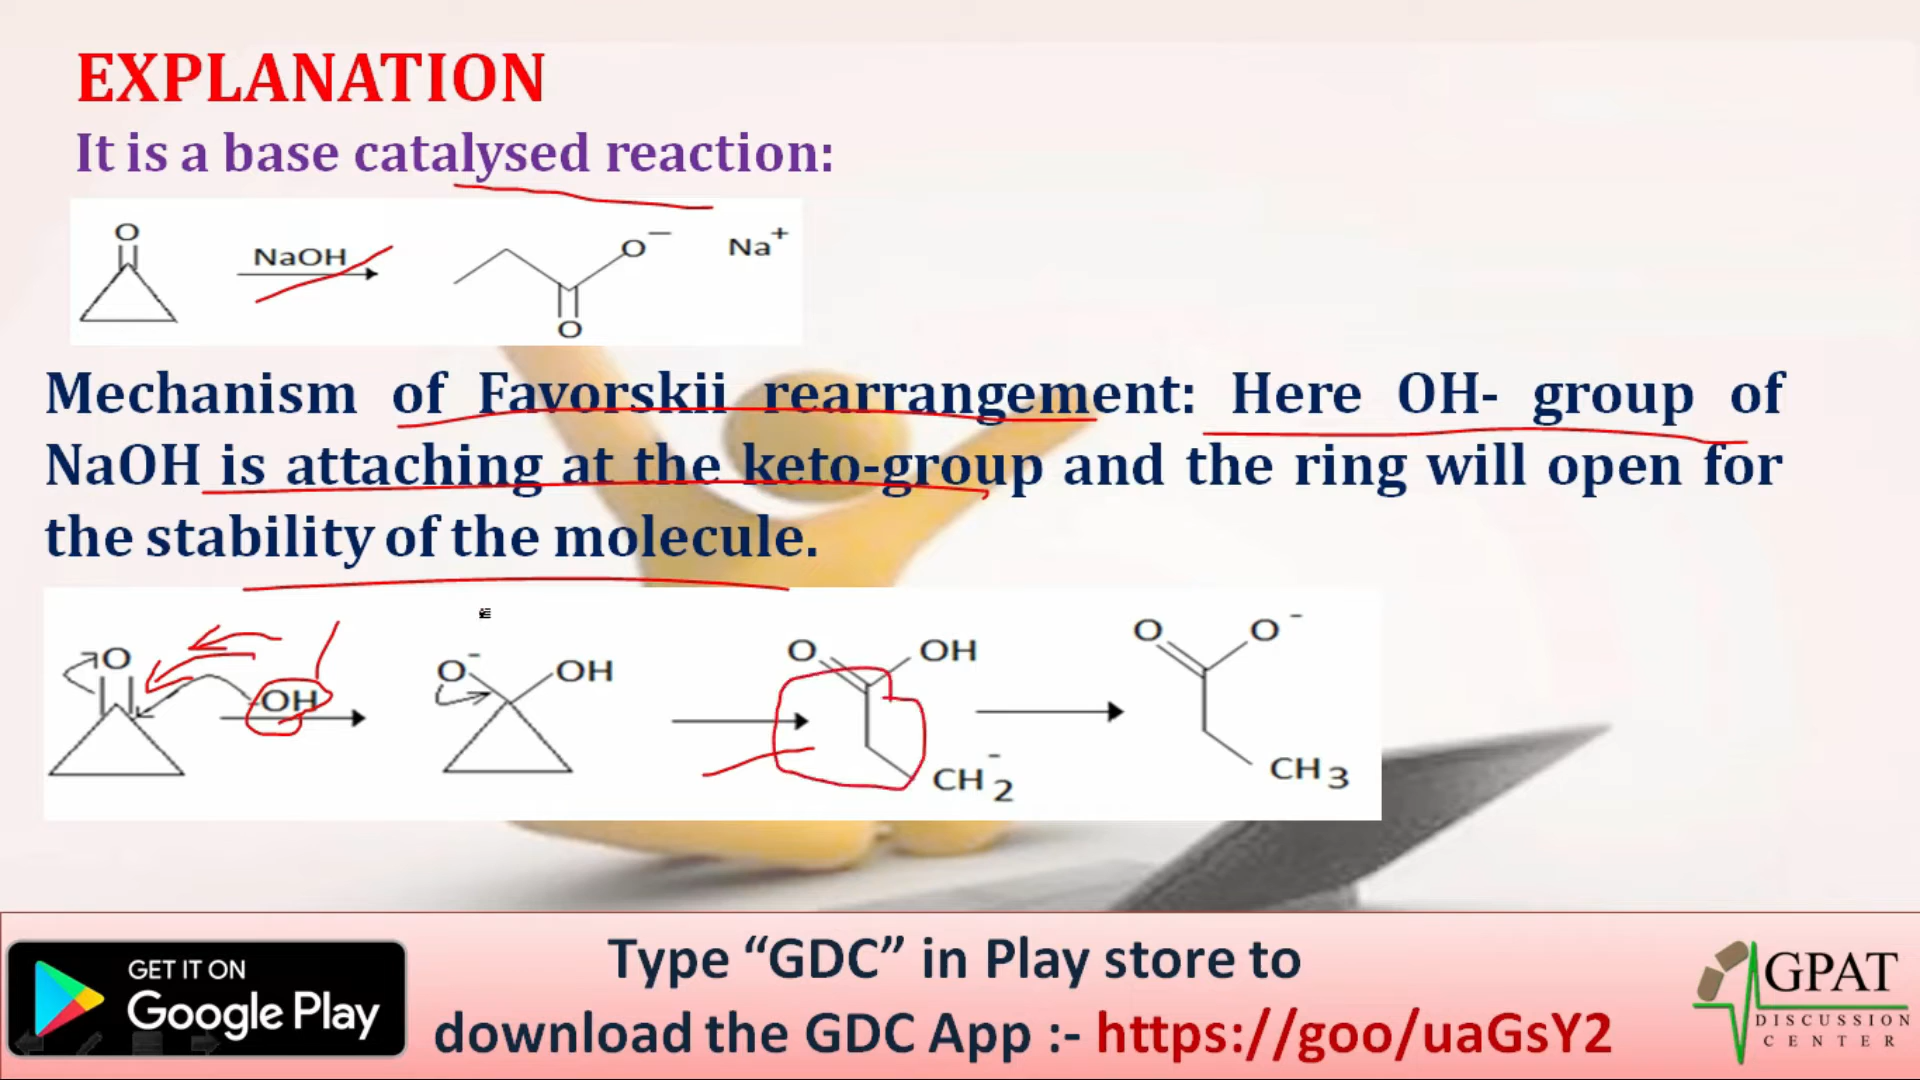 EXPLANATION
It is a base catalysed reaction:
O
NaOH
O⁻ Na⁺
O
Mechanism of Favorskii rearrangement: Here OH- group of
NaOH is attaching at the keto-group and the ring will open for
the stability of the molecule.
O
-OH
O⁻ OH
O OH
CH₂⁻
O O⁻
CH₃
GET IT ON
Google Play
Type “GDC” in Play store to
download the GDC App :- https://goo/uaGsY2
GPAT
DISCUSSION
CENTER